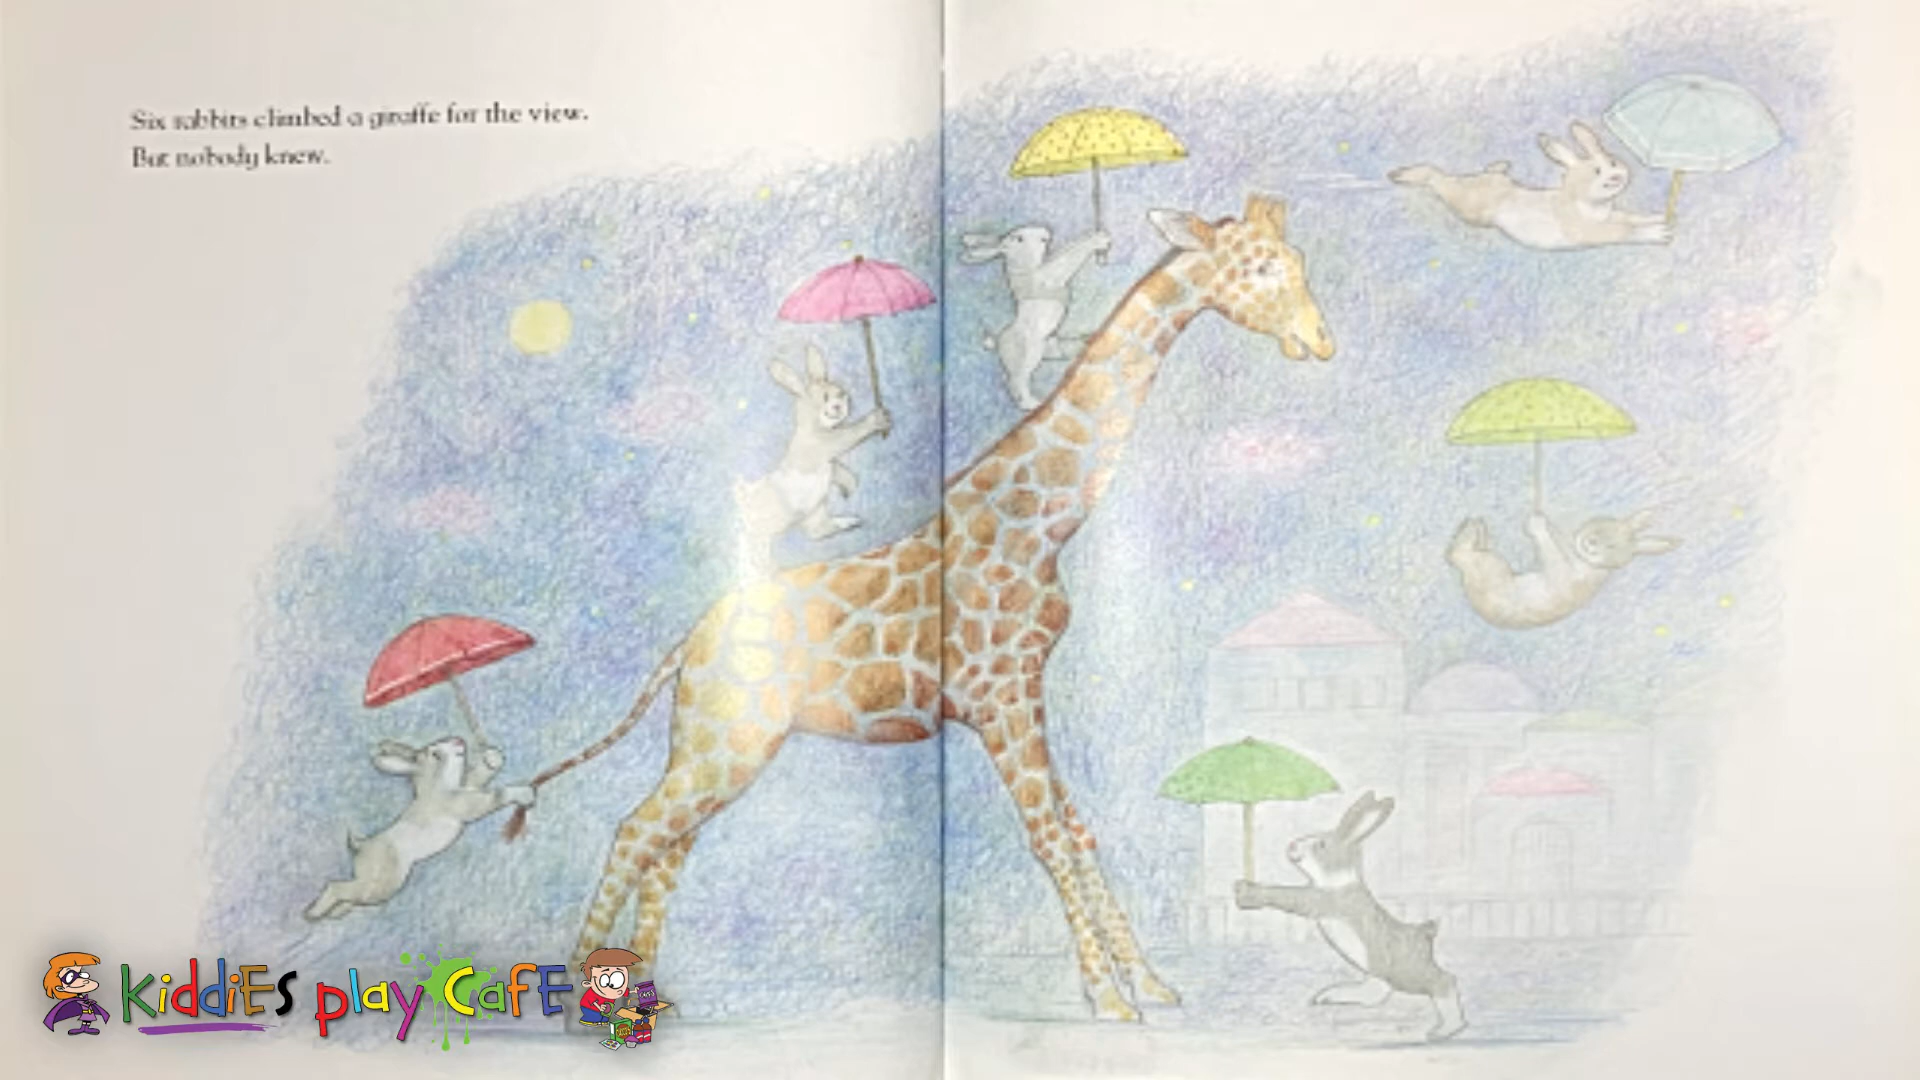 Six rabbits climbed a giraffe for the view.
But nobody knew.
KiddiEs play CafE